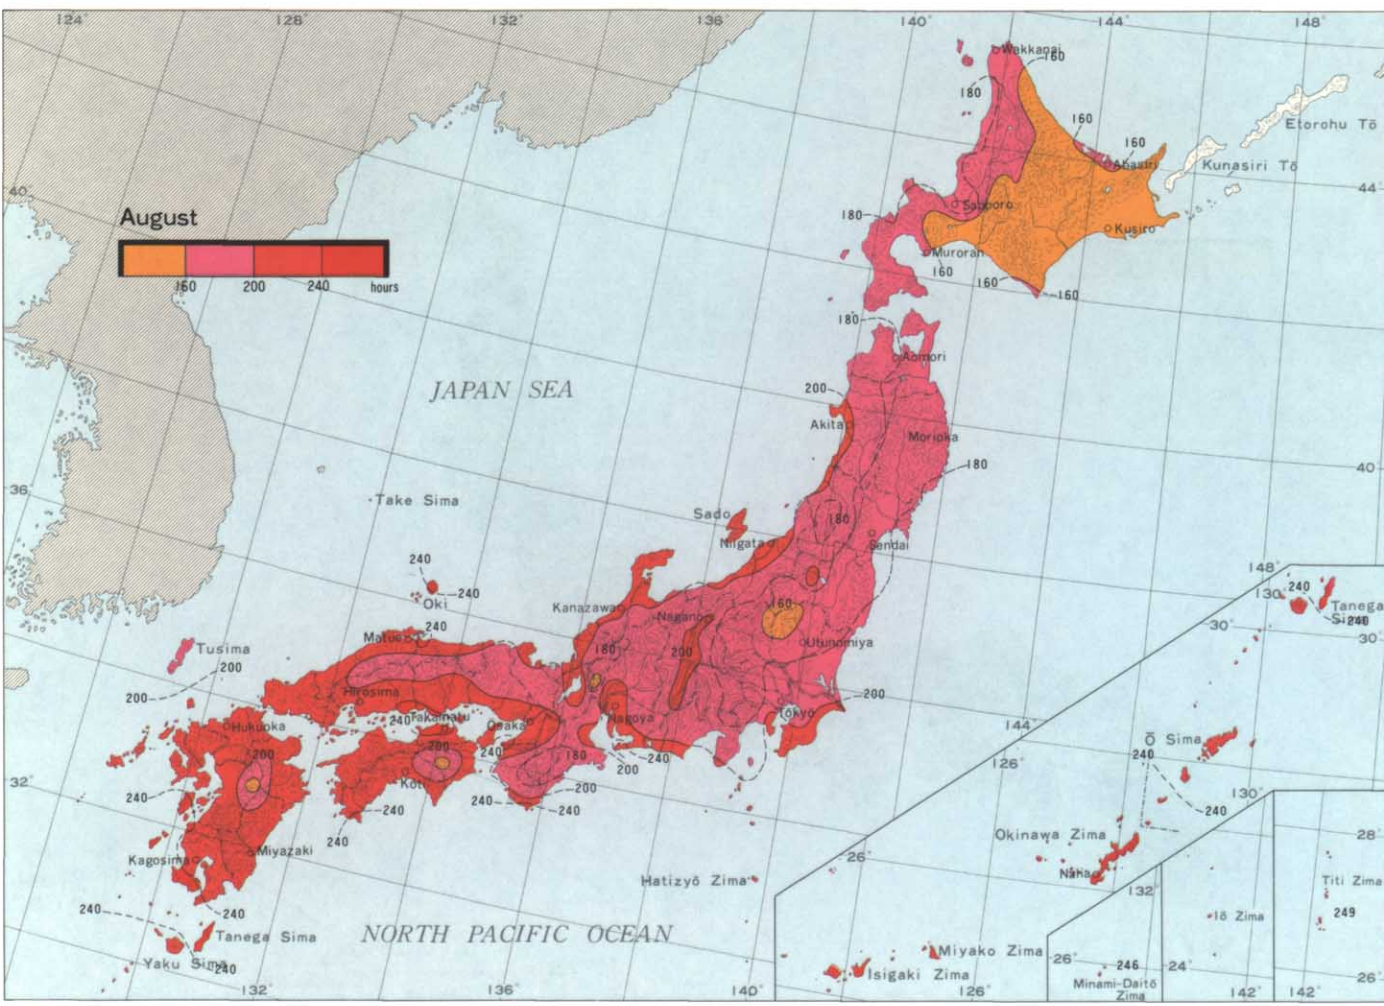 124°
128°
132°
136°
140°
144°
148°
Wakkanai
160
180
Etorohu Tō
160
160
Abasiri
Kunasiri Tō
44°
40°
August
180
Sapporo
Kusiro
Muroran
160
160
160
160
200
240
hours
180
Aomori
JAPAN SEA
200
Akita
Morioka
180
40°
36°
Take Sima
Sado
180
Niigata
Sendai
240
240
Oki
148°
130°
240
Tanega
Sima
240
30°
30°
Kanazawa
160
Nagano
Matue
240
Tusima
200
180
200
Utunomiya
200
Hirosima
200
Hukuoka
240
Takamatu
Osaka
Nagoya
Tōkyō
144°
200
200
240
180
240
200
Ō Sima
240
126°
32°
240
Kōti
240
200
240
240
130°
240
240
Okinawa Zima
28°
Kagosima
Miyazaki
26°
Naha
132°
Hatizyō Zima
Titi Zima
240
240
249
Iō Zima
Tanega Sima
NORTH PACIFIC OCEAN
Miyako Zima
Yaku Sima
240
Isigaki Zima
26°
246
24°
Minami-Daitō
Zima
26°
132°
136°
140°
126°
142°
142°